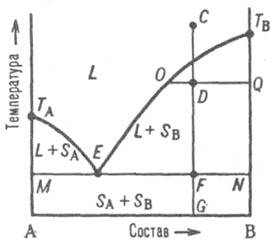 Температура →
C
T_B
L
O
D
Q
T_A
L + S_B
L + S_A
E
M
F
N
S_A + S_B
G
A
Состав →
B